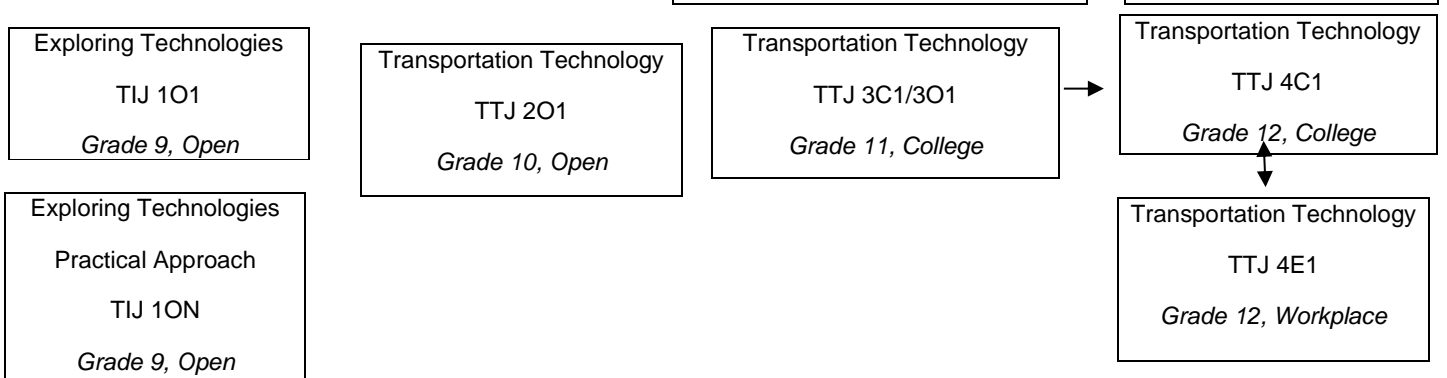 Exploring Technologies
TIJ 1O1
Grade 9, Open
Exploring Technologies
Practical Approach
TIJ 1ON
Grade 9, Open
Transportation Technology
TTJ 2O1
Grade 10, Open
Transportation Technology
TTJ 3C1/3O1
Grade 11, College
Transportation Technology
TTJ 4C1
Grade 12, College
Transportation Technology
TTJ 4E1
Grade 12, Workplace